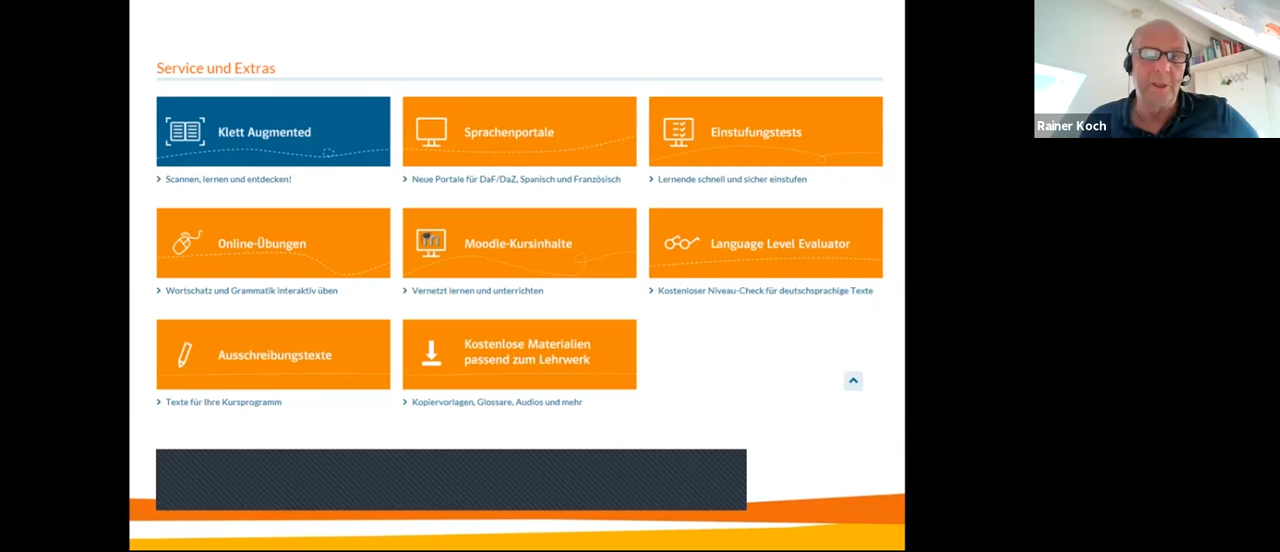 Service und Extras
Klett Augmented
Sprachenportale
Einstufungstests
Scannen, lernen und entdecken!
Neue Portale für DaF/DaZ, Spanisch und Französisch
Lernende schnell und sicher einstufen
Online-Übungen
Moodle-Kursinhalte
Language Level Evaluator
Wortschatz und Grammatik interaktiv üben
Vernetzt lernen und unterrichten
Kostenloser Niveau-Check für deutschsprachige Texte
Ausschreibungstexte
Kostenlose Materialien
passend zum Lehrwerk
Texte für Ihre Kursprogramm
Kopiervorlagen, Glossare, Audios und mehr
Rainer Koch